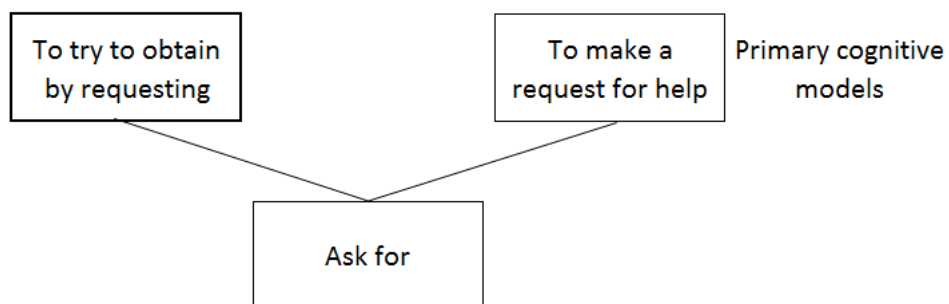 To try to obtain
by requesting
To make a
request for help
Primary cognitive
models
Ask for